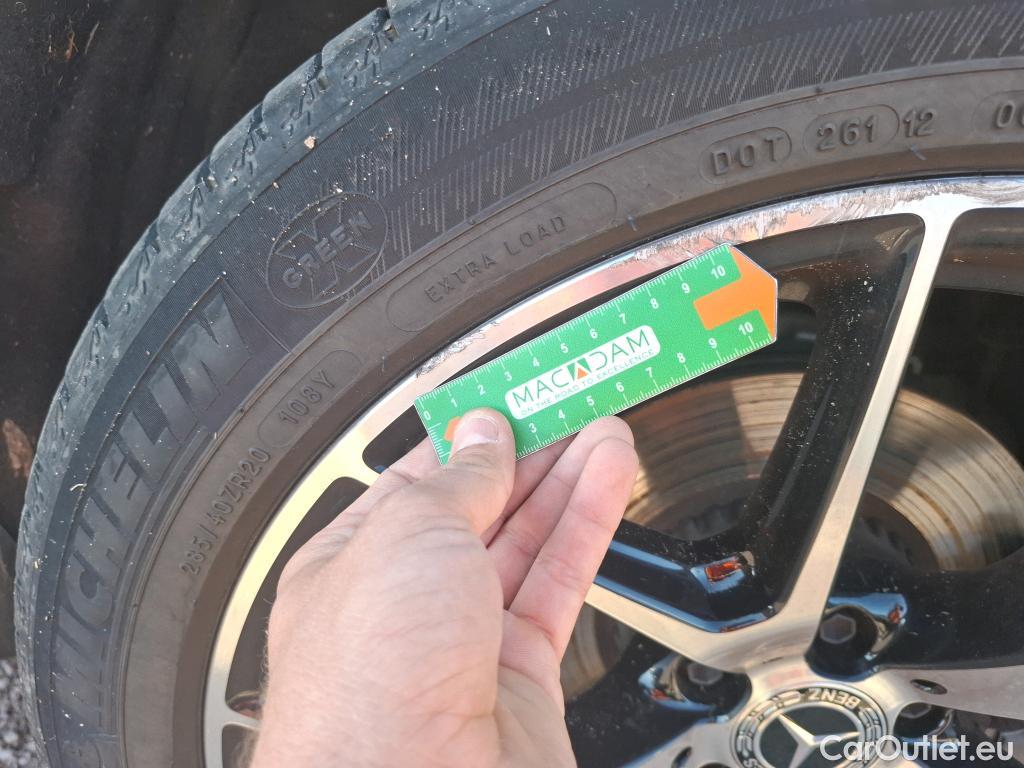 MICHELIN
GREEN X
EXTRA LOAD
DOT 261 12
285/40ZR20 108Y
0 1 2 3 4 5 6 7 8 9 10
MACADAM
ON THE ROAD TO EXCELLENCE
3 4 5 6 7 8 9 10
BENZ
CarOutlet.eu